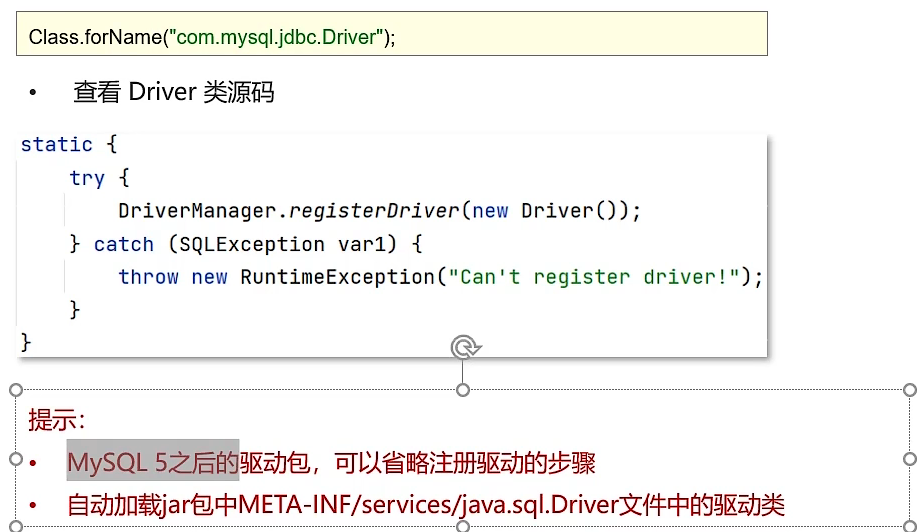 Class.forName("com.mysql.jdbc.Driver");
• 查看 Driver 类源码
static {
    try {
        DriverManager.registerDriver(new Driver());
    } catch (SQLException var1) {
        throw new RuntimeException("Can't register driver!");
    }
}
提示：
• MySQL 5之后的驱动包，可以省略注册驱动的步骤
• 自动加载jar包中META-INF/services/java.sql.Driver文件中的驱动类